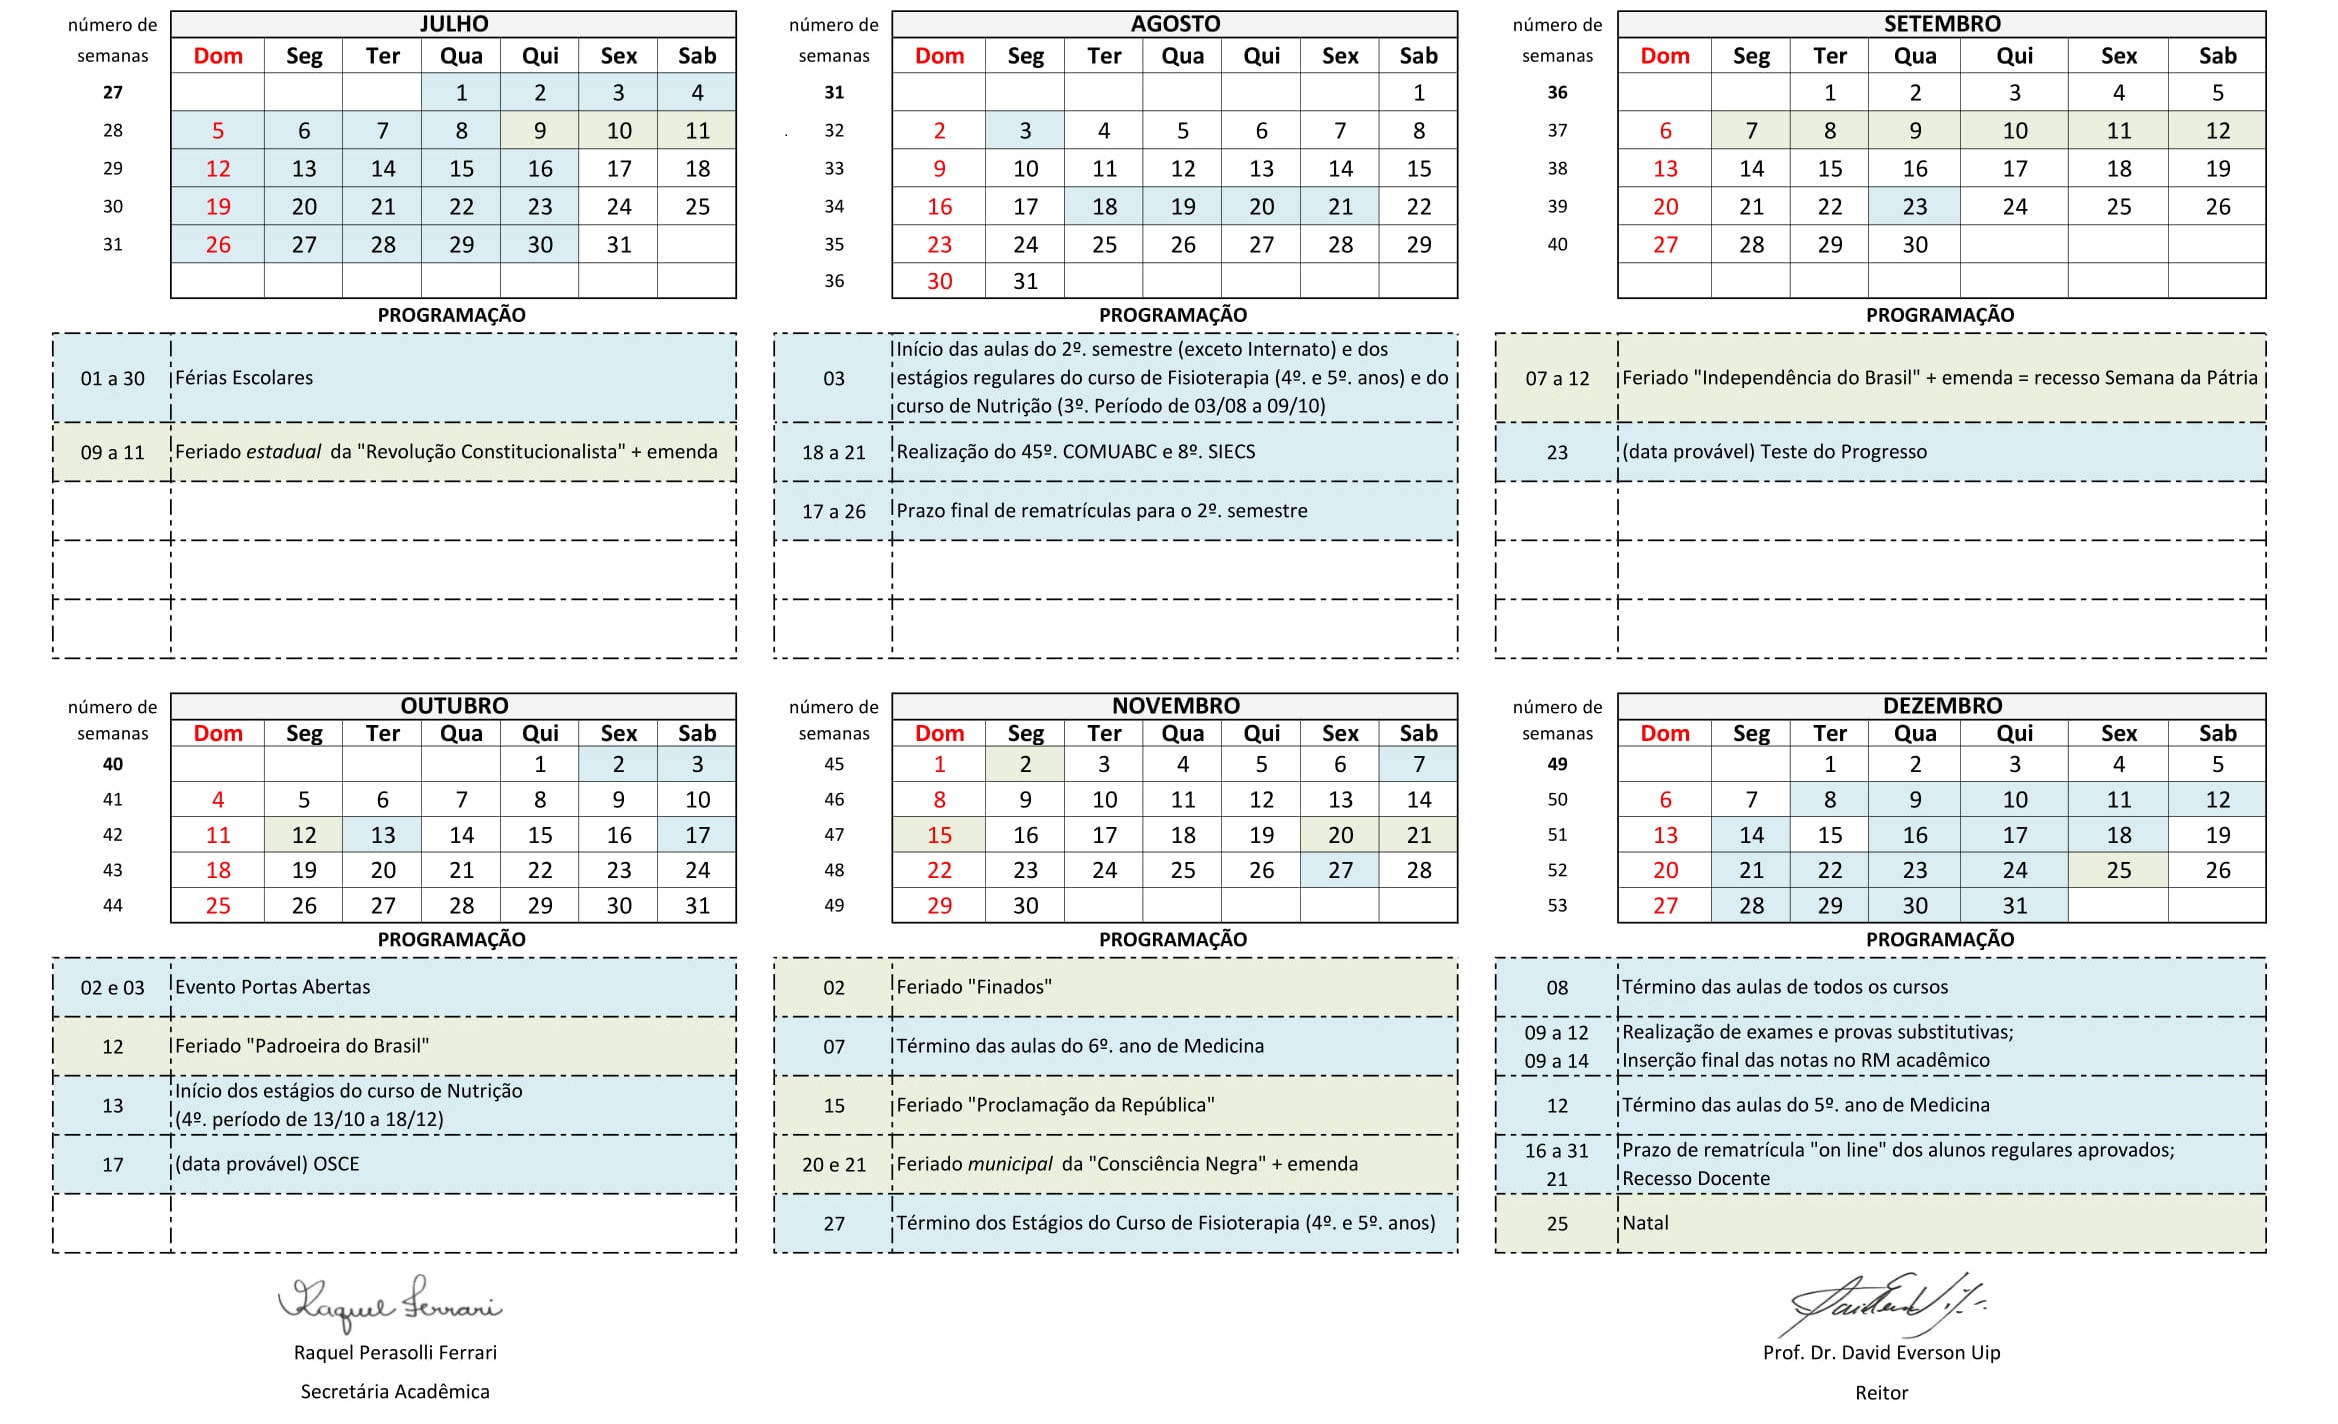 número de JULHO
semanas Dom Seg Ter Qua Qui Sex Sab
27 1 2 3 4
28 5 6 7 8 9 10 11
29 12 13 14 15 16 17 18
30 19 20 21 22 23 24 25
31 26 27 28 29 30 31
PROGRAMAÇÃO
01 a 30 Férias Escolares
09 a 11 Feriado estadual da "Revolução Constitucionalista" + emenda
número de AGOSTO
semanas Dom Seg Ter Qua Qui Sex Sab
31 1
. 32 2 3 4 5 6 7 8
33 9 10 11 12 13 14 15
34 16 17 18 19 20 21 22
35 23 24 25 26 27 28 29
36 30 31
PROGRAMAÇÃO
Início das aulas do 2º. semestre (exceto Internato) e dos
03 estágios regulares do curso de Fisioterapia (4º. e 5º. anos) e do
curso de Nutrição (3º. Período de 03/08 a 09/10)
18 a 21 Realização do 45º. COMUABC e 8º. SIECS
17 a 26 Prazo final de rematrículas para o 2º. semestre
número de SETEMBRO
semanas Dom Seg Ter Qua Qui Sex Sab
36 1 2 3 4 5
37 6 7 8 9 10 11 12
38 13 14 15 16 17 18 19
39 20 21 22 23 24 25 26
40 27 28 29 30
PROGRAMAÇÃO
07 a 12 Feriado "Independência do Brasil" + emenda = recesso Semana da Pátria
23 (data provável) Teste do Progresso
número de OUTUBRO
semanas Dom Seg Ter Qua Qui Sex Sab
40 1 2 3
41 4 5 6 7 8 9 10
42 11 12 13 14 15 16 17
43 18 19 20 21 22 23 24
44 25 26 27 28 29 30 31
PROGRAMAÇÃO
02 e 03 Evento Portas Abertas
12 Feriado "Padroeira do Brasil"
Início dos estágios do curso de Nutrição
13 (4º. período de 13/10 a 18/12)
17 (data provável) OSCE
número de NOVEMBRO
semanas Dom Seg Ter Qua Qui Sex Sab
45 1 2 3 4 5 6 7
46 8 9 10 11 12 13 14
47 15 16 17 18 19 20 21
48 22 23 24 25 26 27 28
49 29 30
PROGRAMAÇÃO
02 Feriado "Finados"
07 Término das aulas do 6º. ano de Medicina
15 Feriado "Proclamação da República"
20 e 21 Feriado municipal da "Consciência Negra" + emenda
27 Término dos Estágios do Curso de Fisioterapia (4º. e 5º. anos)
número de DEZEMBRO
semanas Dom Seg Ter Qua Qui Sex Sab
49 1 2 3 4 5
50 6 7 8 9 10 11 12
51 13 14 15 16 17 18 19
52 20 21 22 23 24 25 26
53 27 28 29 30 31
PROGRAMAÇÃO
08 Término das aulas de todos os cursos
09 a 12 Realização de exames e provas substitutivas;
09 a 14 Inserção final das notas no RM acadêmico
12 Término das aulas do 5º. ano de Medicina
16 a 31 Prazo de rematrícula "on line" dos alunos regulares aprovados;
21 Recesso Docente
25 Natal
Raquel Ferrari
Raquel Perasolli Ferrari
Secretária Acadêmica
Prof. Dr. David Everson Uip
Reitor